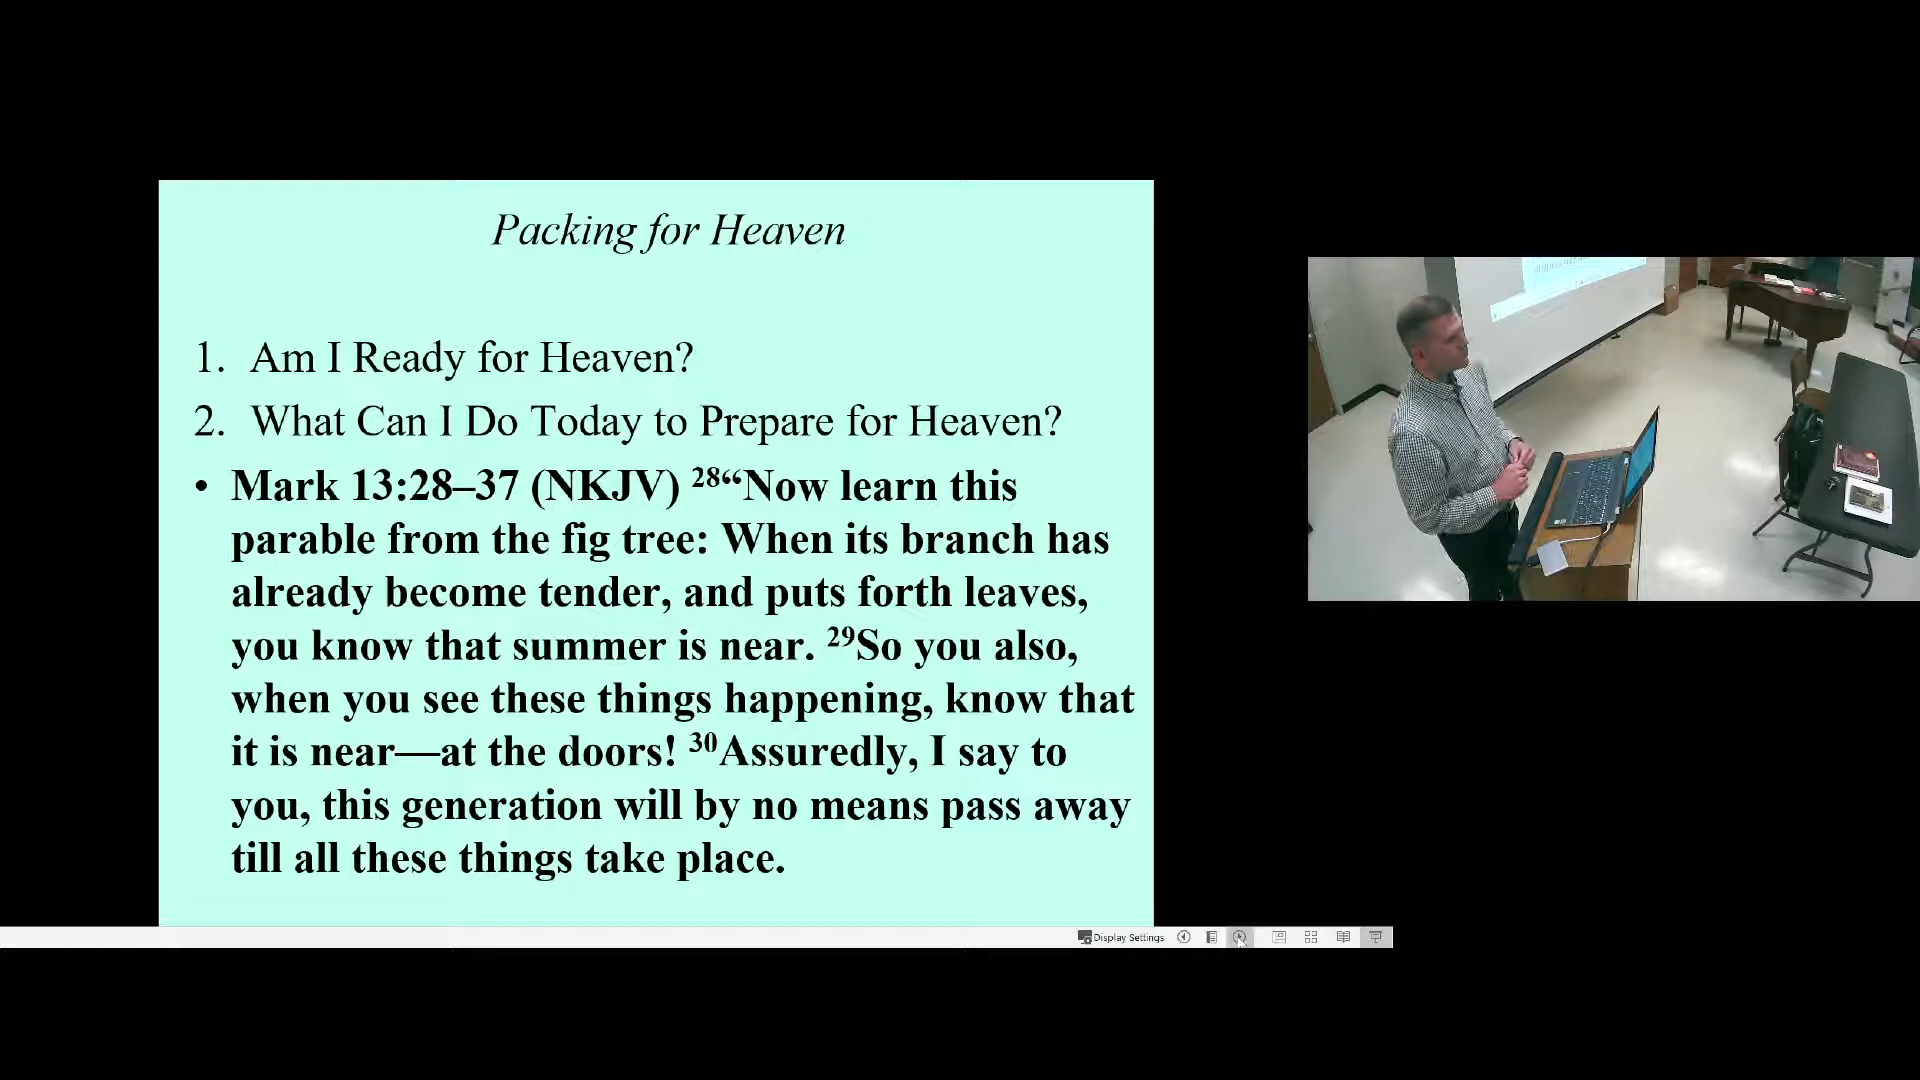 Packing for Heaven
1. Am I Ready for Heaven?
2. What Can I Do Today to Prepare for Heaven?
• Mark 13:28–37 (NKJV) 28“Now learn this
parable from the fig tree: When its branch has
already become tender, and puts forth leaves,
you know that summer is near. 29So you also,
when you see these things happening, know that
it is near—at the doors! 30Assuredly, I say to
you, this generation will by no means pass away
till all these things take place.
Display Settings